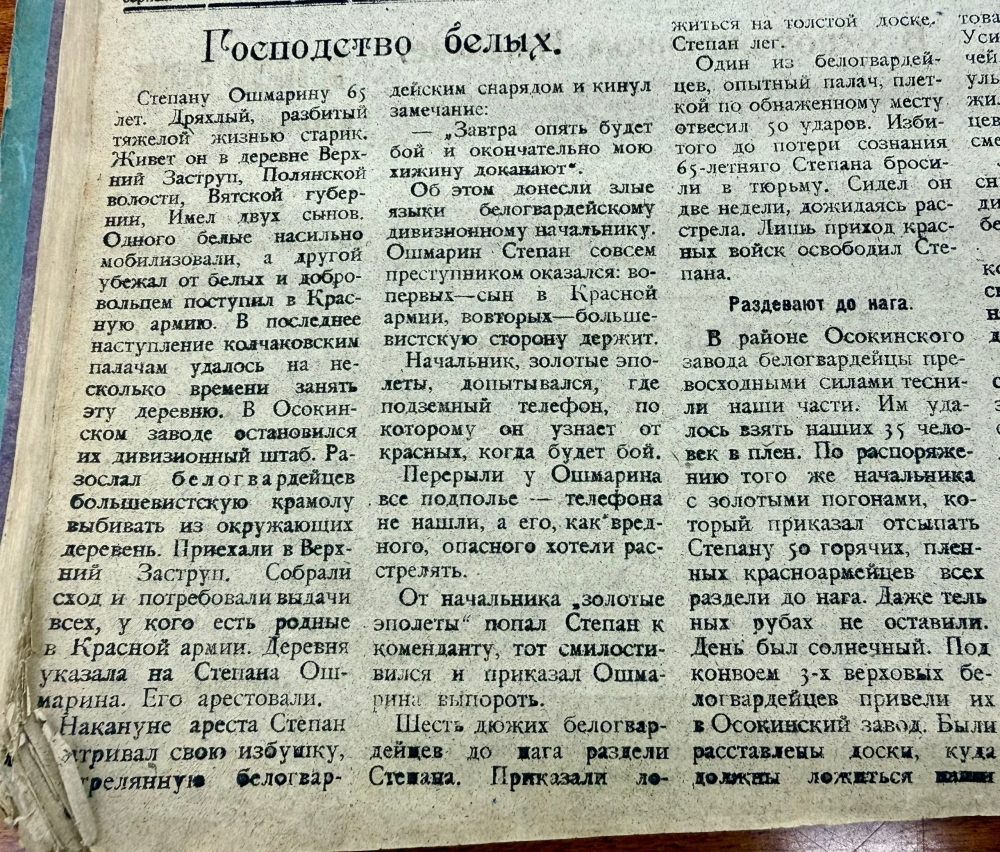 Господство белых.
Степану Ошмарину 65
лет. Дряхлый, разбитый
тяжелой жизнью старик.
Живет он в деревне Верх-
ний Заструп, Полянской
волости, Вятской губер-
нии, Имел двух сынов.
Одного белые насильно
мобилизовали, а другой
убежал от белых и добро-
вольцем поступил в Крас-
ную армию. В последнее
наступление колчаковским
палачам удалось на не-
сколько времени занять
эту деревню. В Осокин-
ском заводе остановился
их дивизионный штаб. Ра-
зослал белогвардейцев
большевистскую крамолу
выбивать из окружающих
деревень. Приехали в Верх-
ний Заструп. Собрали
сход и потребовали выдачи
всех, у кого есть родные
в Красной армии. Деревня
указала на Степана Ош-
марина. Его арестовали.
Накануне ареста Степан
атривал свою избушку,
трелянную белогвар-
дейским снарядом и кинул
замечание:
— „Завтра опять будет
бой и окончательно мою
хижину доканают".
Об этом донесли злые
языки белогвардейскому
дивизионному начальнику.
Ошмарин Степан совсем
преступником оказался: во-
первых—сын в Красной
армии, вовторых—больше-
вистскую сторону держит.
Начальник, золотые эпо-
леты, допытывался, где
подземный телефон, по
которому он узнает от
красных, когда будет бой.
Перерыли у Ошмарина
все подполье — телефона
не нашли, а его, как вред-
ного, опасного хотели рас-
стрелять.
От начальника „золотые
эполеты" попал Степан к
коменданту, тот смилости-
вился и приказал Ошма-
рина выпороть.
Шесть дюжих белогвар-
дейцев до нага раздели
Степана. Приказали ло-
житься на толстой доске.
Степан лег.
Один из белогвардей-
цев, опытный палач, плет-
кой по обнаженному месту
отвесил 50 ударов. Изби-
того до потери сознания
65-летняго Степана броси-
ли в тюрьму. Сидел он
две недели, дожидаясь рас-
стрела. Лишь приход крас-
ных войск освободил Сте-
пана.
Раздевают до нага.
В районе Осокинского
завода белогвардейцы пре-
восходными силами тесни-
ли наши части. Им уда-
лось взять наших 35 чело-
век в плен. По распоряже-
нию того же начальника
с золотыми погонами, ко-
торый приказал отсыпать
Степану 50 горячих, плен-
ных красноармейцев всех
раздели до нага. Даже тель
ных рубах не оставили.
День был солнечный. Под
конвоем 3-х верховых бе-
логвардейцев привели их
в Осокинский завод. Были
расставлены доски, куда
должны ложиться
това
Уси
чей
уль
жи
цев
сме